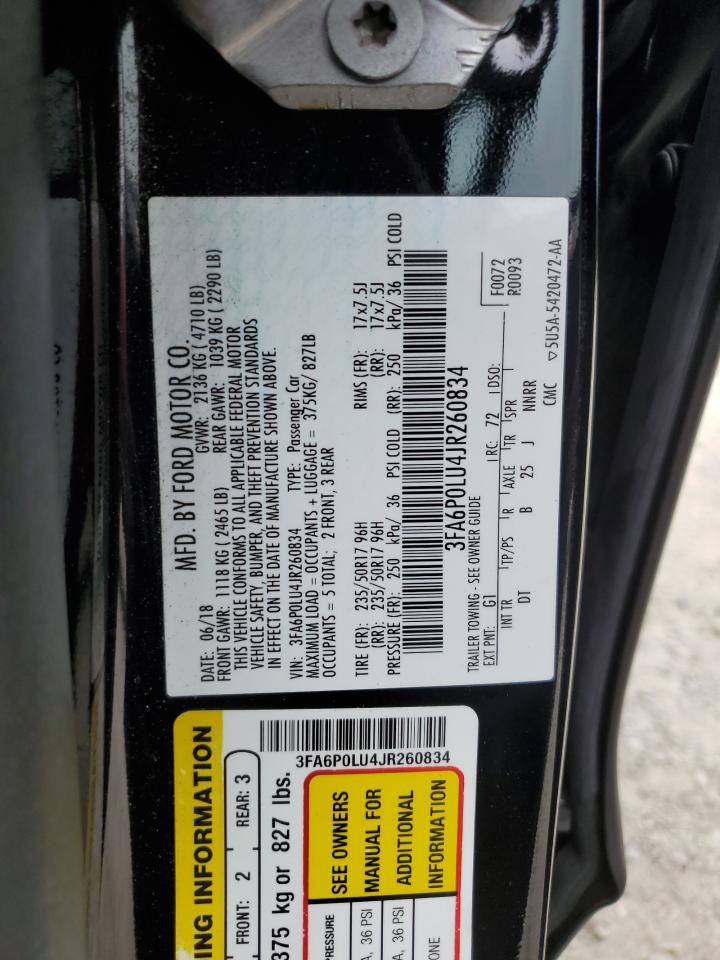 MFD. BY FORD MOTOR CO.
DATE: 06/18 GVWR: 2136 KG ( 4710 LB)
FRONT GAWR: 1118 KG ( 2465 LB) REAR GAWR: 1039 KG ( 2290 LB)
THIS VEHICLE CONFORMS TO ALL APPLICABLE FEDERAL MOTOR
VEHICLE SAFETY, BUMPER, AND THEFT PREVENTION STANDARDS
IN EFFECT ON THE DATE OF MANUFACTURE SHOWN ABOVE.
VIN: 3FA6P0LU4JR260834 TYPE: Passenger Car
MAXIMUM LOAD = OCCUPANTS + LUGGAGE = 375KG/ 827LB
OCCUPANTS = 5 TOTAL; 2 FRONT, 3 REAR
TIRE (FR): 235/50R17 96H RIMS (FR): 17x7.5J
(RR): 235/50R17 96H (RR): 17x7.5J
PRESSURE (FR): 250 kPa/ 36 PSI COLD (RR): 250 kPa/ 36 PSI COLD
3FA6P0LU4JR260834
TRAILER TOWING - SEE OWNER GUIDE
EXT PNT: G1 RC: 72 DSO: F0072
R0093
INT TR TP/PS R AXLE TR SPR
DT B 25 J NNRR
CMC ▽5U5A-5420472-AA
ING INFORMATION
FRONT: 2 REAR: 3
375 kg or 827 lbs.
3FA6P0LU4JR260834
PRESSURE
A, 36 PSI
A, 36 PSI
ONE
SEE OWNERS
MANUAL FOR
ADDITIONAL
INFORMATION